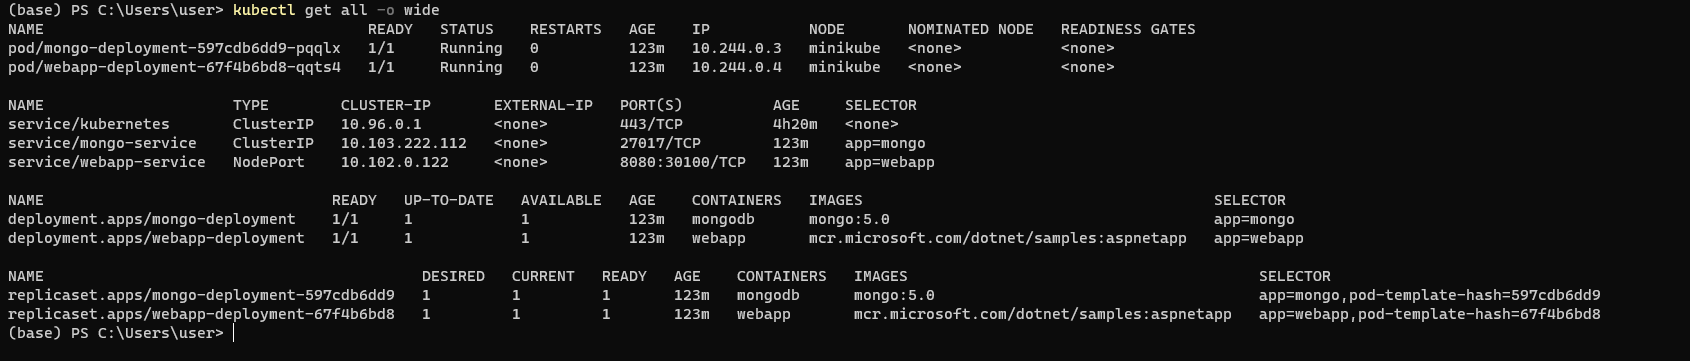 (base) PS C:\Users\user> kubectl get all -o wide
NAME                                    READY   STATUS    RESTARTS   AGE    IP           NODE       NOMINATED NODE   READINESS GATES
pod/mongo-deployment-597cdb6dd9-pqqlx   1/1     Running   0          123m   10.244.0.3   minikube   <none>           <none>
pod/webapp-deployment-67f4b6bd8-qqts4   1/1     Running   0          123m   10.244.0.4   minikube   <none>           <none>

NAME                     TYPE        CLUSTER-IP       EXTERNAL-IP   PORT(S)          AGE     SELECTOR
service/kubernetes       ClusterIP   10.96.0.1        <none>        443/TCP          4h20m   <none>
service/mongo-service    ClusterIP   10.103.222.112   <none>        27017/TCP        123m    app=mongo
service/webapp-service   NodePort    10.102.0.122     <none>        8080:30100/TCP   123m    app=webapp

NAME                                READY   UP-TO-DATE   AVAILABLE   AGE    CONTAINERS   IMAGES                                       SELECTOR
deployment.apps/mongo-deployment    1/1     1            1           123m   mongodb      mongo:5.0                                    app=mongo
deployment.apps/webapp-deployment   1/1     1            1           123m   webapp       mcr.microsoft.com/dotnet/samples:aspnetapp   app=webapp

NAME                                          DESIRED   CURRENT   READY   AGE    CONTAINERS   IMAGES                                       SELECTOR
replicaset.apps/mongo-deployment-597cdb6dd9   1         1         1       123m   mongodb      mongo:5.0                                    app=mongo,pod-template-hash=597cdb6dd9
replicaset.apps/webapp-deployment-67f4b6bd8   1         1         1       123m   webapp       mcr.microsoft.com/dotnet/samples:aspnetapp   app=webapp,pod-template-hash=67f4b6bd8
(base) PS C:\Users\user>